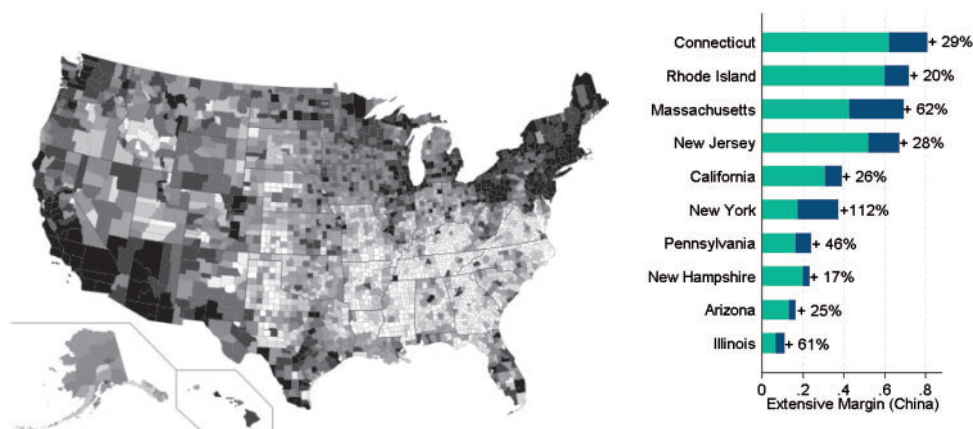 Connecticut + 29%
Rhode Island + 20%
Massachusetts + 62%
New Jersey + 28%
California + 26%
New York +112%
Pennsylvania + 46%
New Hampshire + 17%
Arizona + 25%
Illinois + 61%
0 .2 .4 .6 .8
Extensive Margin (China)